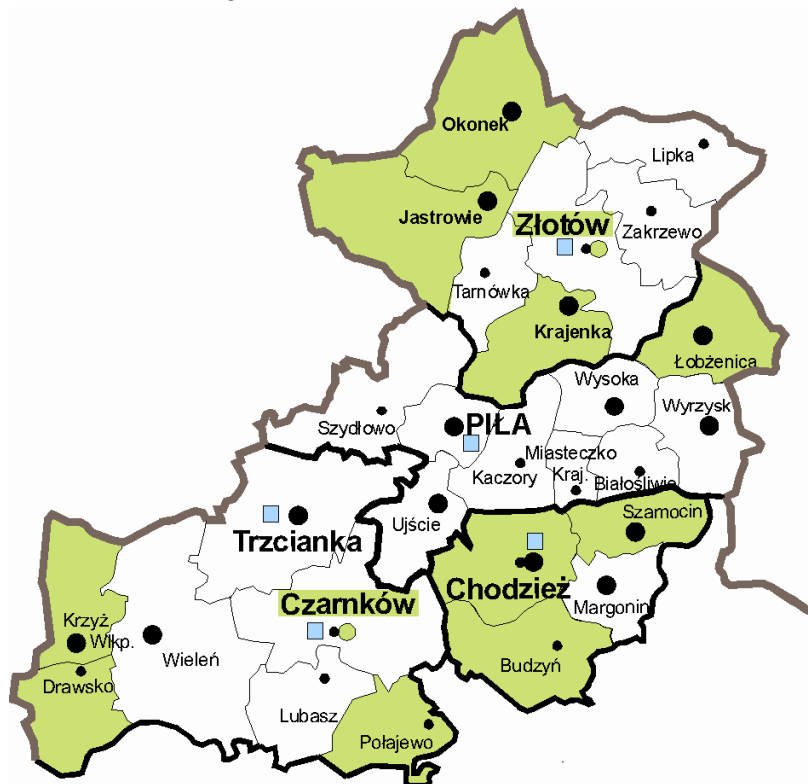 Okonek
Lipka
Jastrowie
Złotów
Zakrzewo
Tarnówka
Krajenka
Łobżenica
Wysoka
Wyrzysk
Szydłowo
PIŁA
Miasteczko
Kraj.
Kaczory
Białośliwie
Ujście
Szamocin
Trzcianka
Chodzież
Margonin
Czarnków
Krzyż
Wlkp.
Wieleń
Drawsko
Budzyń
Lubasz
Połajewo